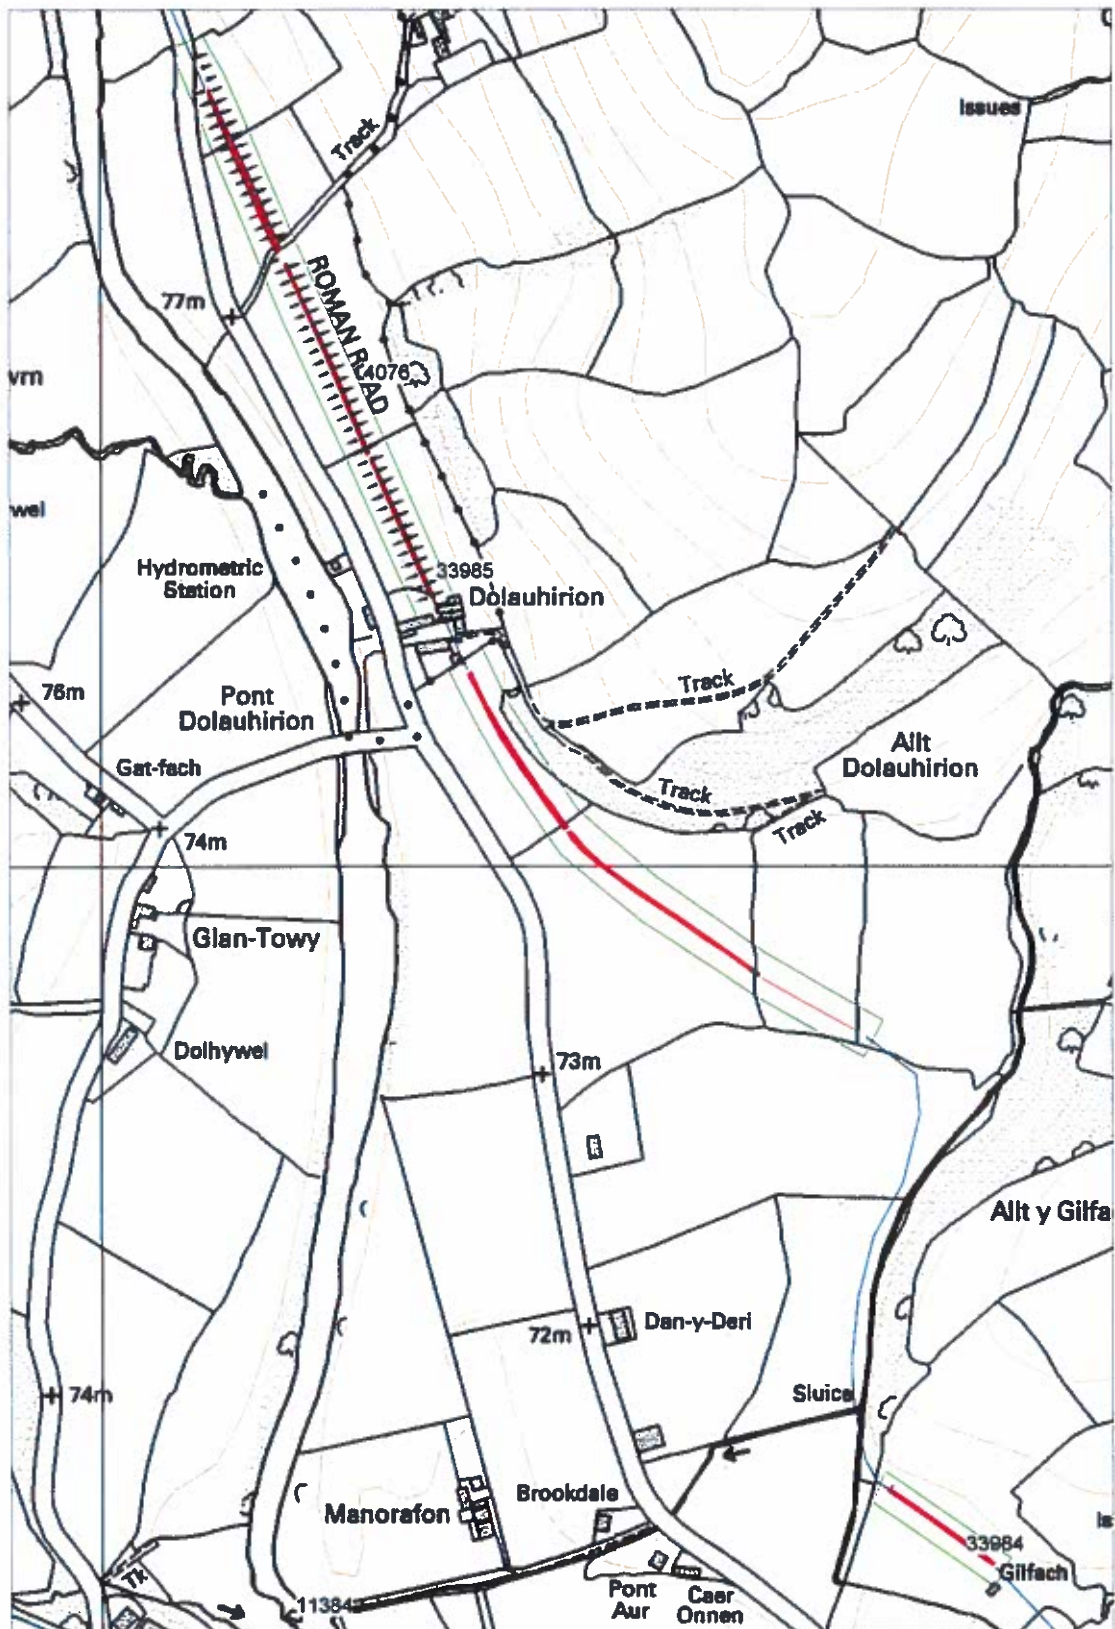 Issues
Track
ROMAN ROAD
77m
4076
vrn
wel
Hydrometric
Station
33985
Dolauhirion
76m
Pont
Dolauhirion
Track
Allt
Dolauhirion
Gat-fach
Track
Track
74m
Glan-Towy
Dolhywel
73m
Allt y Gilfa
72m
Dan-y-Deri
74m
Sluice
Manorafon
Brookdale
33984
Is
Gilfach
Tk
Pont
Aur
Caer
Onnen